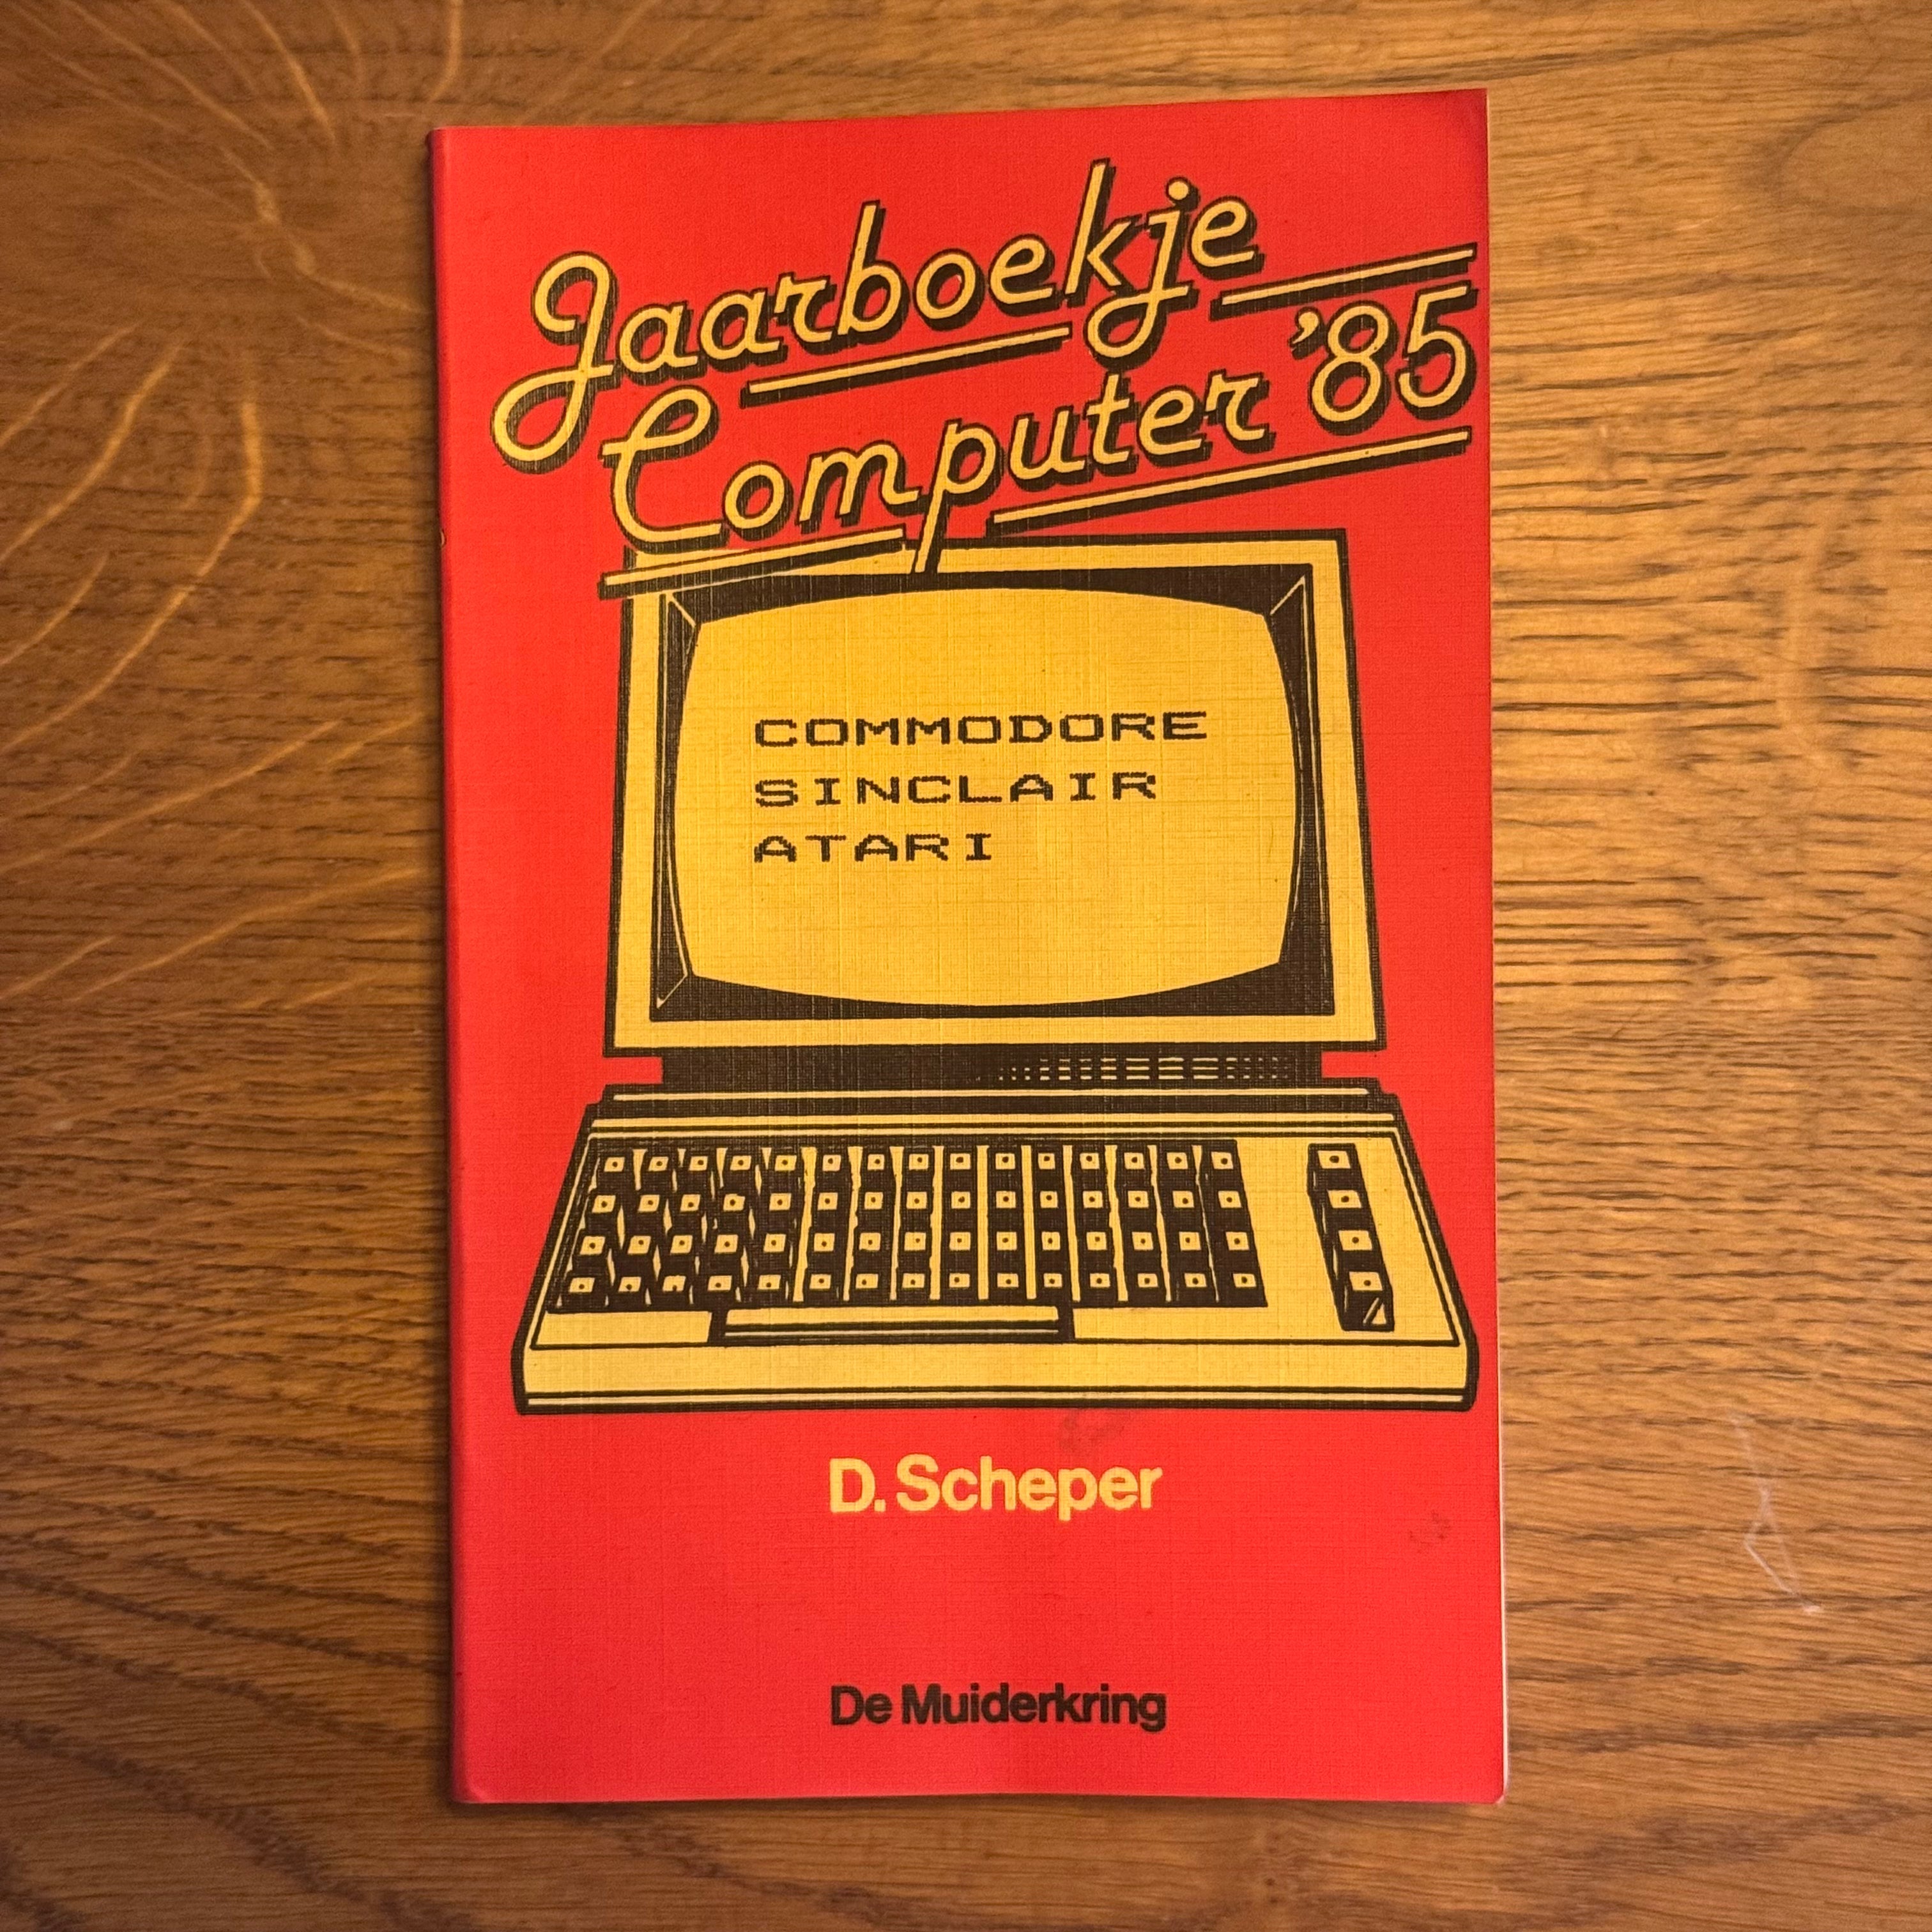 Jaarboekje
Computer '85
COMMODORE
SINCLAIR
ATARI
D. Scheper
De Muiderkring